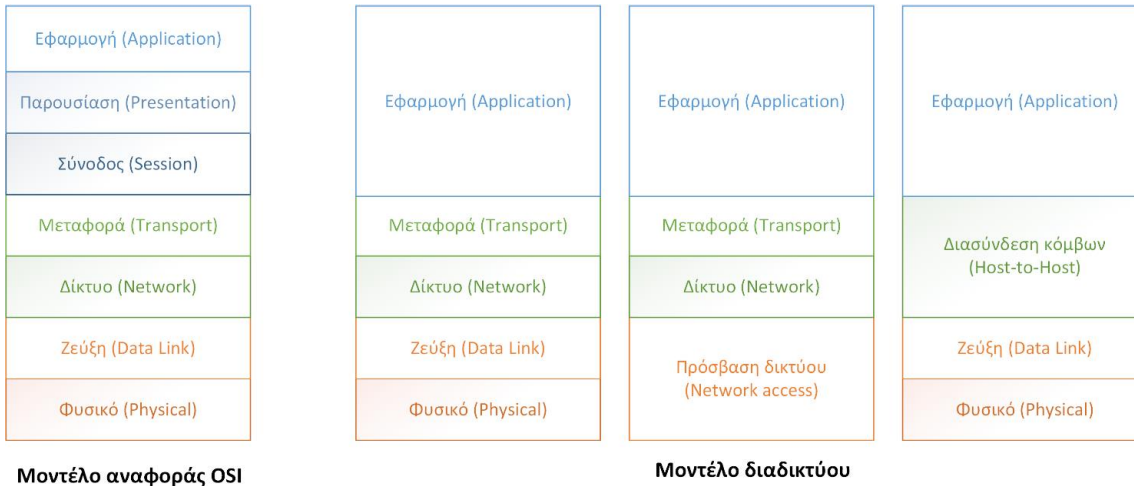 Εφαρμογή (Application)
Παρουσίαση (Presentation)
Σύνοδος (Session)
Μεταφορά (Transport)
Δίκτυο (Network)
Ζεύξη (Data Link)
Φυσικό (Physical)
Μοντέλο αναφοράς OSI
Εφαρμογή (Application)
Μεταφορά (Transport)
Δίκτυο (Network)
Ζεύξη (Data Link)
Φυσικό (Physical)
Εφαρμογή (Application)
Μεταφορά (Transport)
Δίκτυο (Network)
Πρόσβαση δικτύου
(Network access)
Εφαρμογή (Application)
Διασύνδεση κόμβων
(Host-to-Host)
Ζεύξη (Data Link)
Φυσικό (Physical)
Μοντέλο διαδικτύου